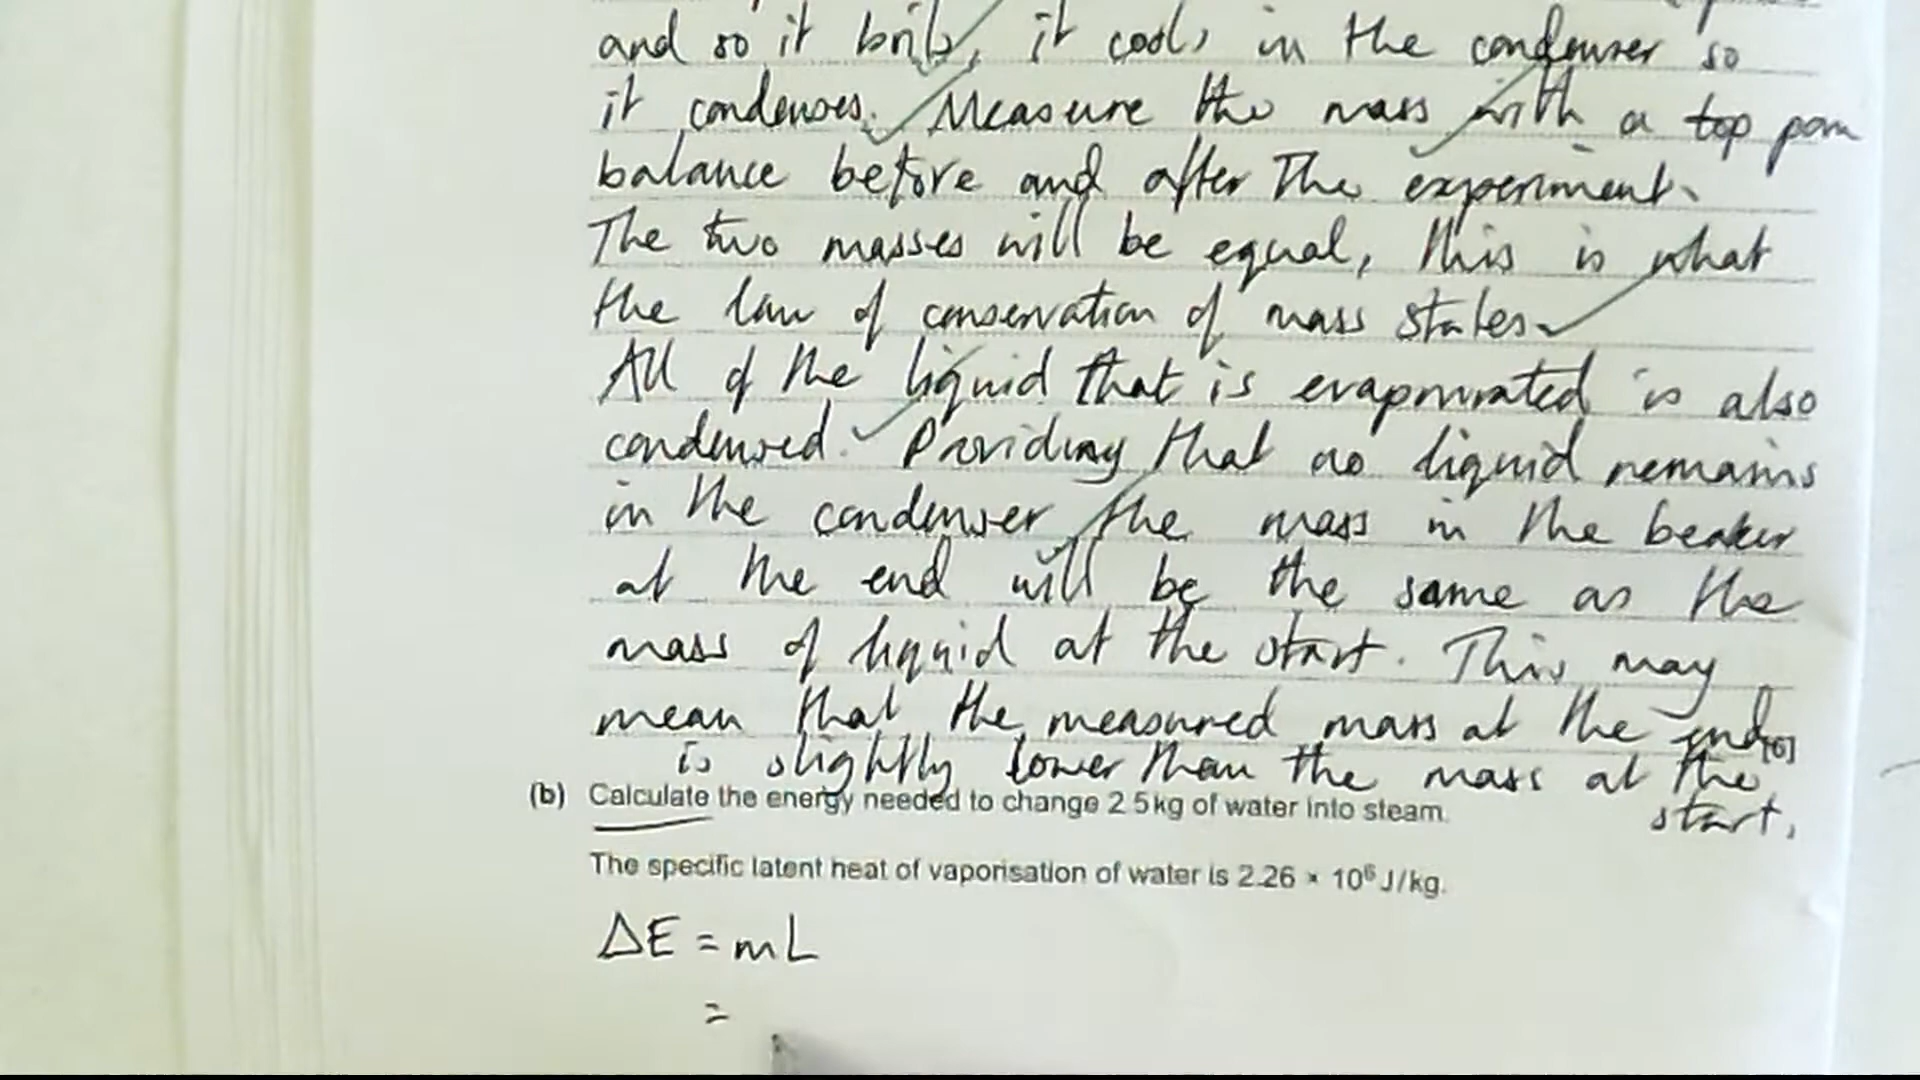 and so it boils, it cools in the condenser so
it condenses. Measure the mass with a top pan
balance before and after the experiment.
The two masses will be equal, this is what
the law of conservation of mass states.
All of the liquid that is evaporated is also
condensed. Providing that no liquid remains
in the condenser the mass in the beaker
at the end will be the same as the
mass of liquid at the start. This may
mean that the measured mass at the end [6]
is slightly lower than the mass at the
start.
(b) Calculate the energy needed to change 2.5kg of water into steam.
The specific latent heat of vaporisation of water is 2.26 × 10⁶ J/kg.
ΔE = mL
=